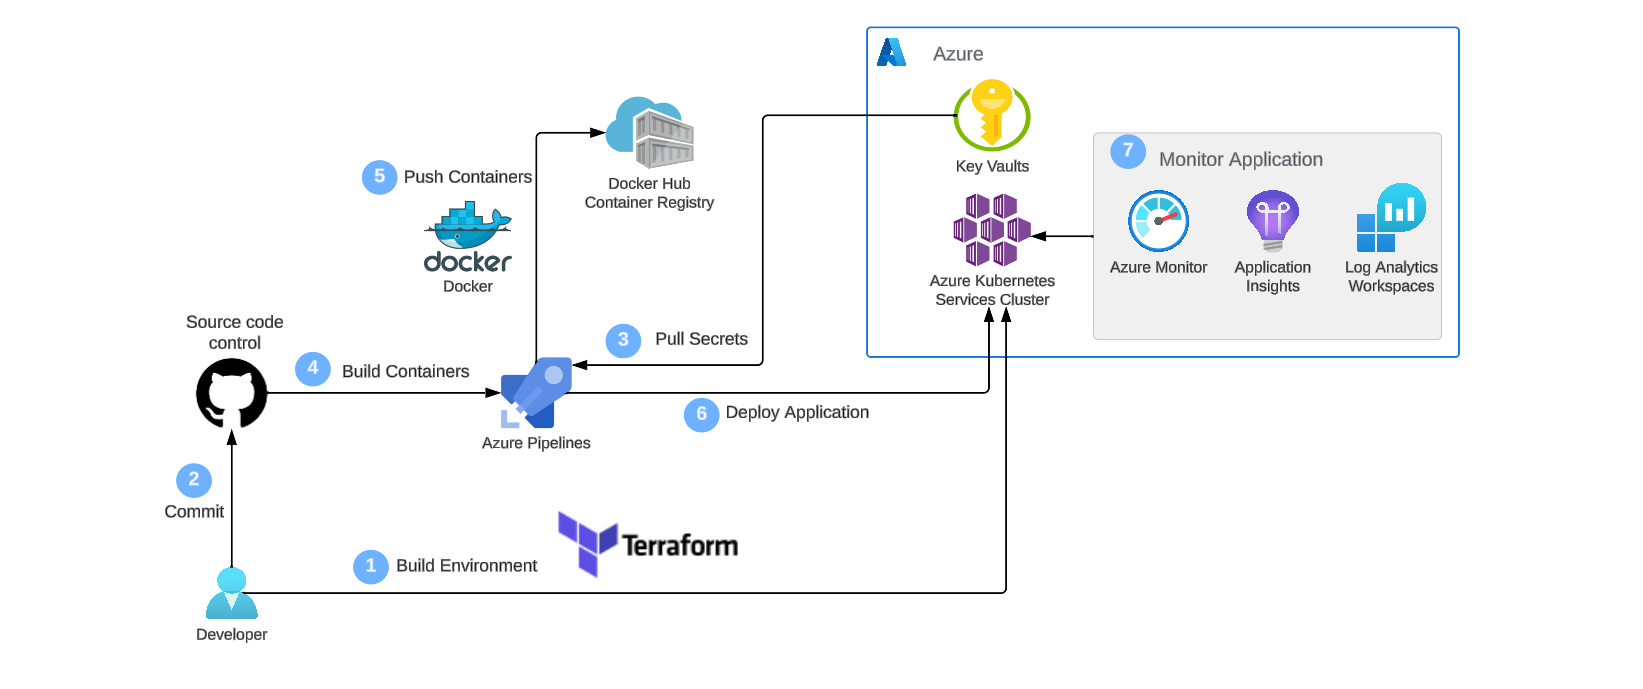 Azure
Key Vaults
7
Monitor Application
5
Push Containers
Docker Hub
Container Registry
docker
Docker
Azure Monitor
Application
Insights
Log Analytics
Workspaces
Azure Kubernetes
Services Cluster
Source code
control
3
Pull Secrets
4
Build Containers
6
Deploy Application
Azure Pipelines
2
Commit
Terraform
1
Build Environment
Developer